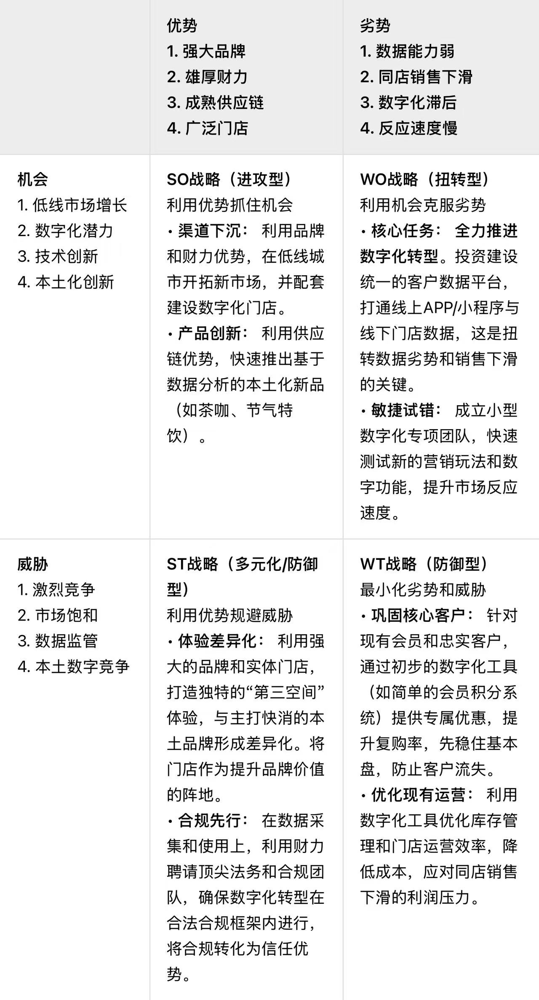 优势
1. 强大品牌
2. 雄厚财力
3. 成熟供应链
4. 广泛门店
劣势
1. 数据能力弱
2. 同店销售下滑
3. 数字化滞后
4. 反应速度慢
机会
1. 低线市场增长
2. 数字化潜力
3. 技术创新
4. 本土化创新
SO战略（进攻型）
利用优势抓住机会
· 渠道下沉： 利用品牌
和财力优势，在低线城
市开拓新市场，并配套
建设数字化门店。
· 产品创新： 利用供应
链优势，快速推出基于
数据分析的本土化新品
（如茶咖、节气特
饮）。
WO战略（扭转型）
利用机会克服劣势
· 核心任务： 全力推进
数字化转型。投资建设
统一的客户数据平台，
打通线上APP/小程序与
线下门店数据，这是扭
转数据劣势和销售下滑
的关键。
· 敏捷试错： 成立小型
数字化专项团队，快速
测试新的营销玩法和数
字功能，提升市场反应
速度。
威胁
1. 激烈竞争
2. 市场饱和
3. 数据监管
4. 本土数字竞争
ST战略（多元化/防御
型）
利用优势规避威胁
· 体验差异化： 利用强
大的品牌和实体门店，
打造独特的“第三空间”
体验，与主打快消的本
土品牌形成差异化。将
门店作为提升品牌价值
的阵地。
· 合规先行： 在数据采
集和使用上，利用财力
聘请顶尖法务和合规团
队，确保数字化转型在
合法合规框架内进行，
将合规转化为信任优
势。
WT战略（防御型）
最小化劣势和威胁
· 巩固核心客户： 针对
现有会员和忠实客户，
通过初步的数字化工具
（如简单的会员积分系
统）提供专属优惠，提
升复购率，先稳住基本
盘，防止客户流失。
· 优化现有运营： 利用
数字化工具优化库存管
理和门店运营效率，降
低成本，应对同店销售
下滑的利润压力。